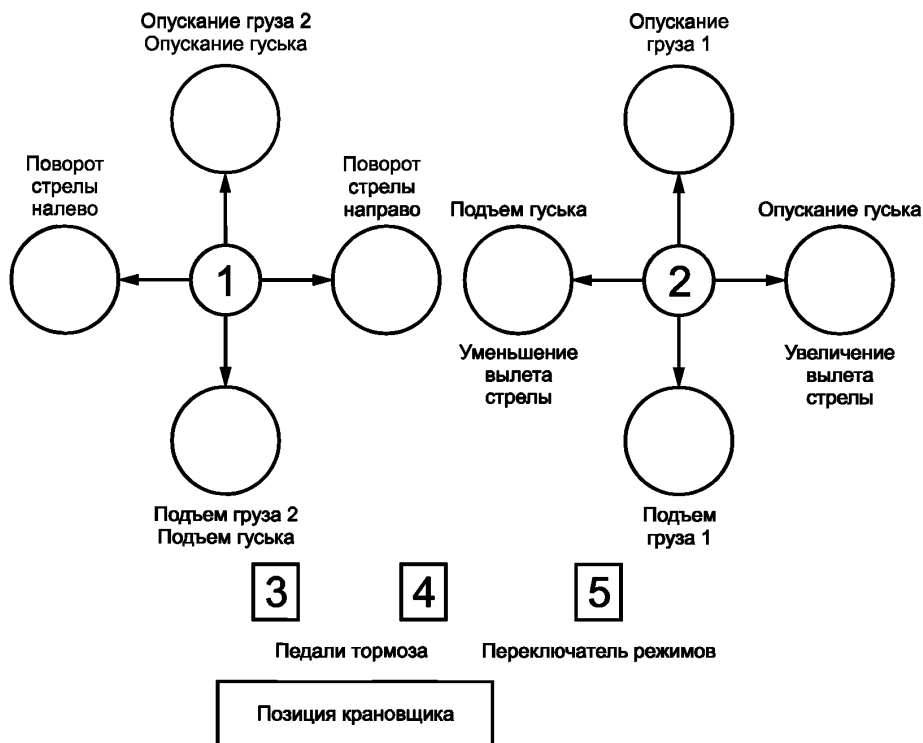 Опускание груза 2
Опускание гуська
Опускание
груза 1
Поворот
стрелы
налево
Поворот
стрелы
направо
Подъем гуська
Опускание гуська
1
2
Уменьшение
вылета
стрелы
Увеличение
вылета
стрелы
Подъем груза 2
Подъем гуська
Подъем
груза 1
3
4
5
Педали тормоза
Переключатель режимов
Позиция крановщика